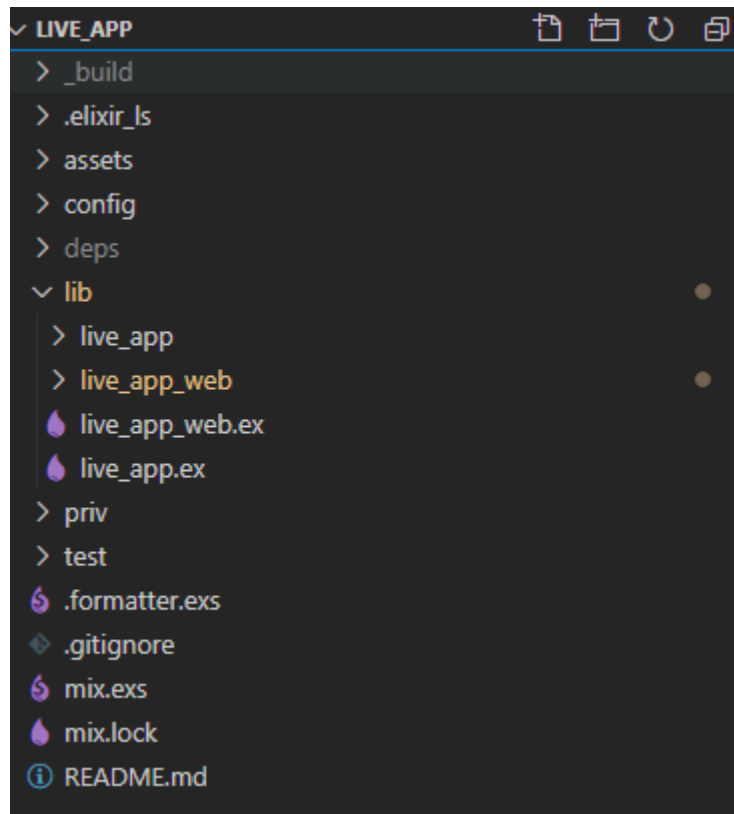 LIVE_APP
_build
.elixir_ls
assets
config
deps
lib
live_app
live_app_web
live_app_web.ex
live_app.ex
priv
test
.formatter.exs
.gitignore
mix.exs
mix.lock
README.md